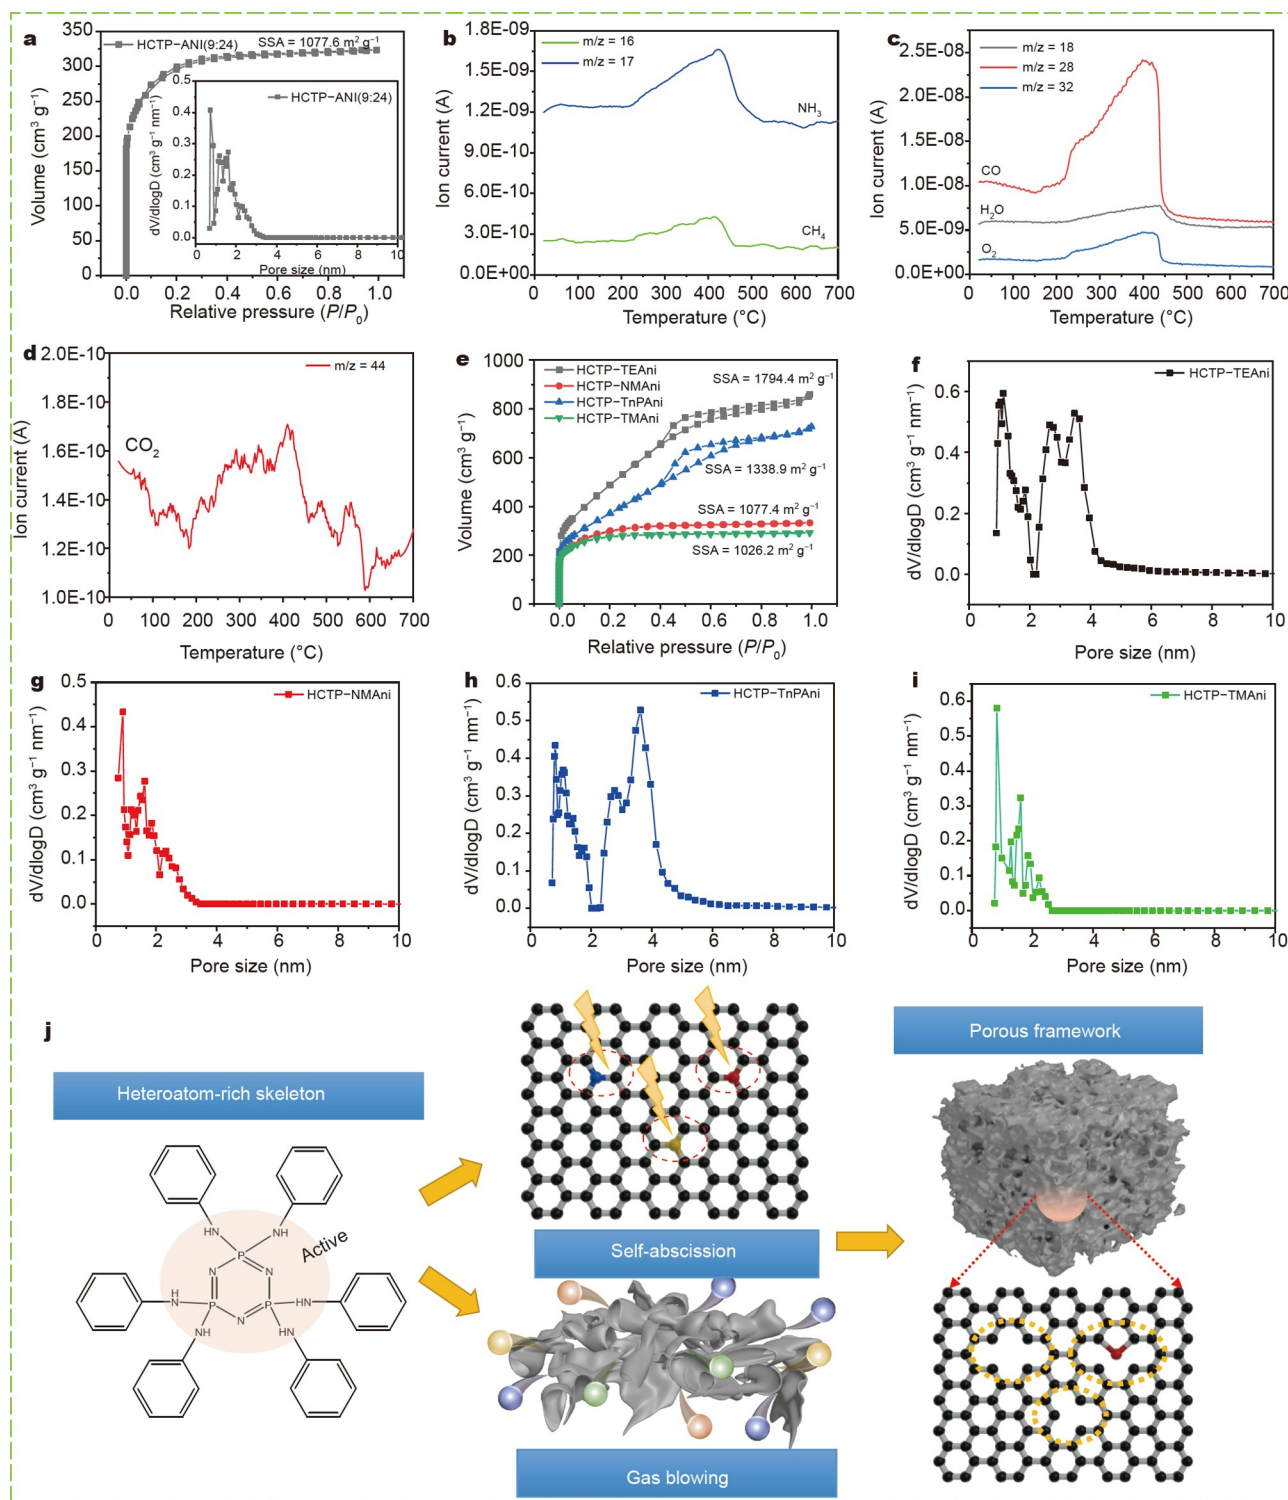 a
HCTP−ANI(9:24)
SSA = 1077.6 m² g⁻¹
HCTP−ANI(9:24)
Volume (cm³ g⁻¹)
350
300
250
200
150
100
50
0
0.0 0.2 0.4 0.6 0.8 1.0
Relative pressure (P/P₀)
dV/dlogD (cm³ g⁻¹ nm⁻¹)
0.5
0.4
0.3
0.2
0.1
0.0
0 2 4 6 8 10
Pore size (nm)
b
m/z = 16
m/z = 17
NH₃
CH₄
Ion current (A)
1.8E-09
1.5E-09
1.2E-09
9.0E-10
6.0E-10
3.0E-10
0.0E+00
0 100 200 300 400 500 600 700
Temperature (°C)
c
m/z = 18
m/z = 28
m/z = 32
CO
H₂O
O₂
Ion current (A)
2.5E-08
2.0E-08
1.5E-08
1.0E-08
5.0E-09
0.0E+00
0 100 200 300 400 500 600 700
Temperature (°C)
d
m/z = 44
CO₂
Ion current (A)
2.0E-10
1.8E-10
1.6E-10
1.4E-10
1.2E-10
1.0E-10
0 100 200 300 400 500 600 700
Temperature (°C)
e
HCTP−TEAni
HCTP−NMAni
HCTP−TnPAni
HCTP−TMAni
SSA = 1794.4 m² g⁻¹
SSA = 1338.9 m² g⁻¹
SSA = 1077.4 m² g⁻¹
SSA = 1026.2 m² g⁻¹
Volume (cm³ g⁻¹)
1000
800
600
400
200
0
0.0 0.2 0.4 0.6 0.8 1.0
Relative pressure (P/P₀)
f
HCTP−TEAni
dV/dlogD (cm³ g⁻¹ nm⁻¹)
0.6
0.4
0.2
0.0
0 2 4 6 8 10
Pore size (nm)
g
HCTP−NMAni
dV/dlogD (cm³ g⁻¹ nm⁻¹)
0.5
0.4
0.3
0.2
0.1
0.0
0 2 4 6 8 10
Pore size (nm)
h
HCTP−TnPAni
dV/dlogD (cm³ g⁻¹ nm⁻¹)
0.6
0.5
0.4
0.3
0.2
0.1
0.0
0 2 4 6 8 10
Pore size (nm)
i
HCTP−TMAni
dV/dlogD (cm³ g⁻¹ nm⁻¹)
0.6
0.5
0.4
0.3
0.2
0.1
0.0
0 2 4 6 8 10
Pore size (nm)
j
Heteroatom-rich skeleton
HN NH
Active
P
N N
H
N P P HN
NH N HN
Self-abscission
Gas blowing
Porous framework